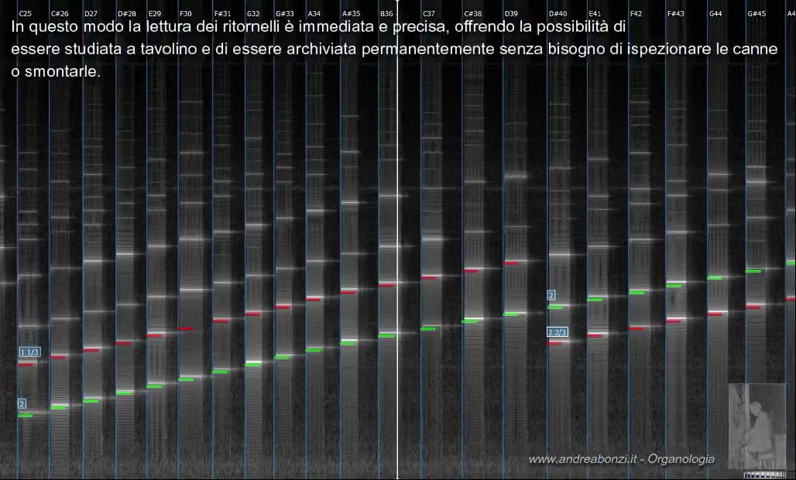 C25 C#26 D27 D#28 E29 F30 F#31 G32 G#33 A34 A#35 B36 C37 C#38 D39 D#40 E41 F42 F#43 G44 G#45 A4
In questo modo la lettura dei ritornelli è immediata e precisa, offrendo la possibilità di
essere studiata a tavolino e di essere archiviata permanentemente senza bisogno di ispezionare le canne
o smontarle.
2
2 2/3
1 1/3
2
www.andreabonzi.it - Organologia